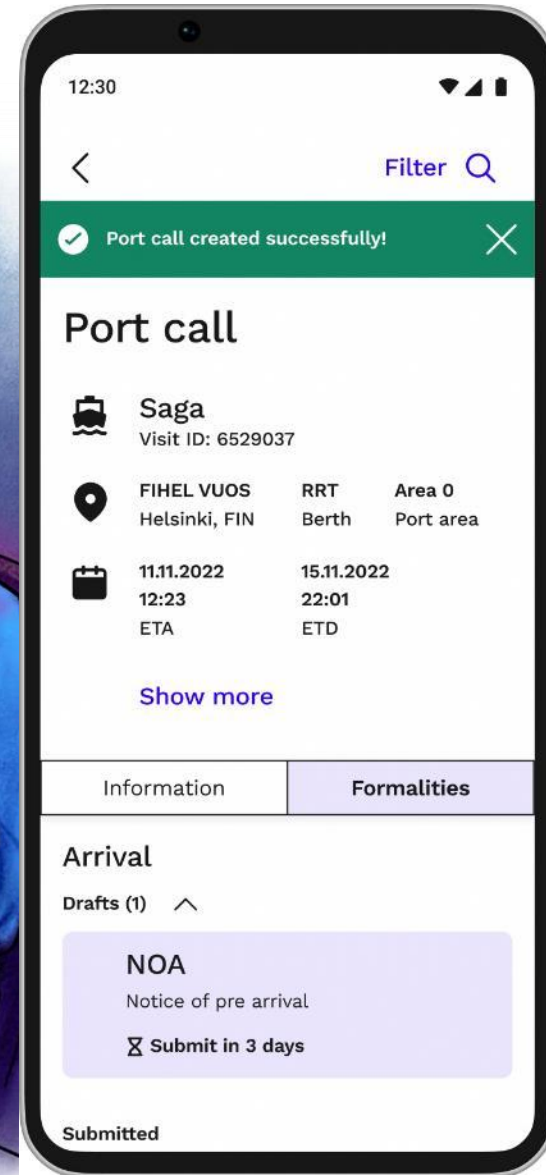 12:30
Filter
Port call created successfully!
Port call
Saga
Visit ID: 6529037
FIHEL VUOS RRT Area 0
Helsinki, FIN Berth Port area
11.11.2022 15.11.2022
12:23 22:01
ETA ETD
Show more
Information Formalities
Arrival
Drafts (1)
NOA
Notice of pre arrival
Submit in 3 days
Submitted